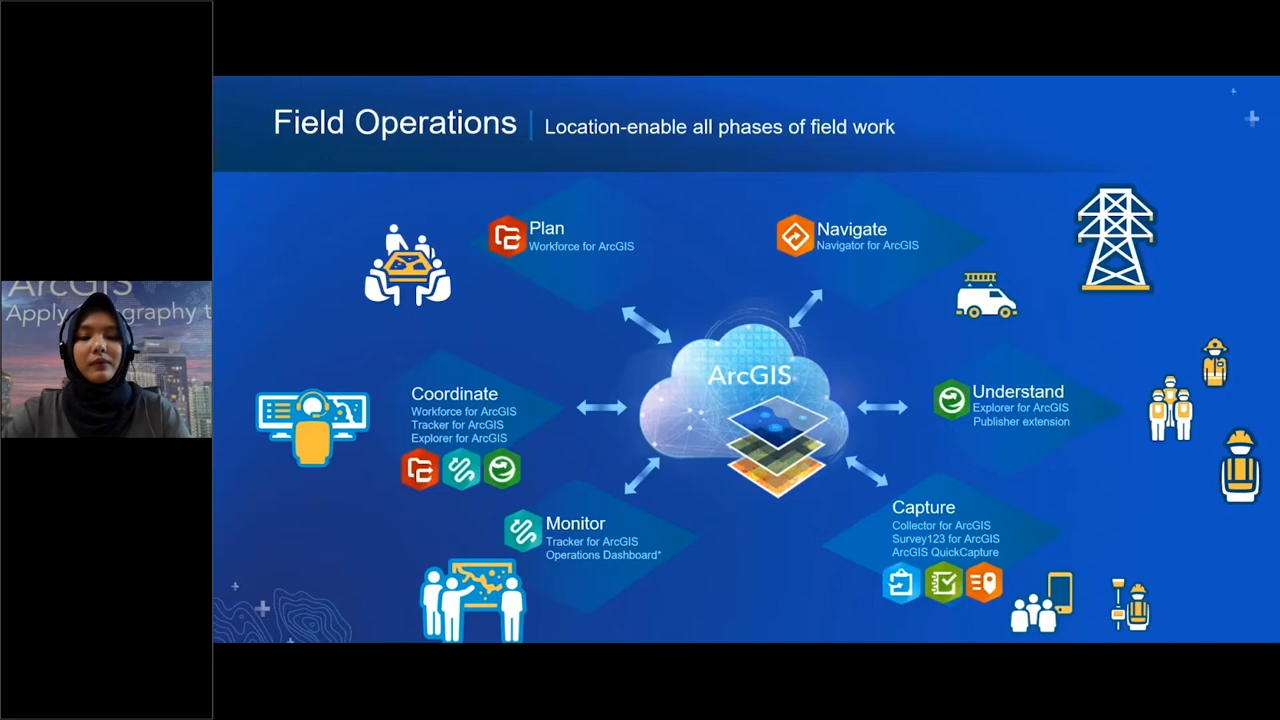 Field Operations | Location-enable all phases of field work
Plan
Workforce for ArcGIS
Navigate
Navigator for ArcGIS
ArcGIS
Coordinate
Workforce for ArcGIS
Tracker for ArcGIS
Explorer for ArcGIS
Understand
Explorer for ArcGIS
Publisher extension
Monitor
Tracker for ArcGIS
Operations Dashboard*
Capture
Collector for ArcGIS
Survey123 for ArcGIS
ArcGIS QuickCapture
ArcGIS
Apply